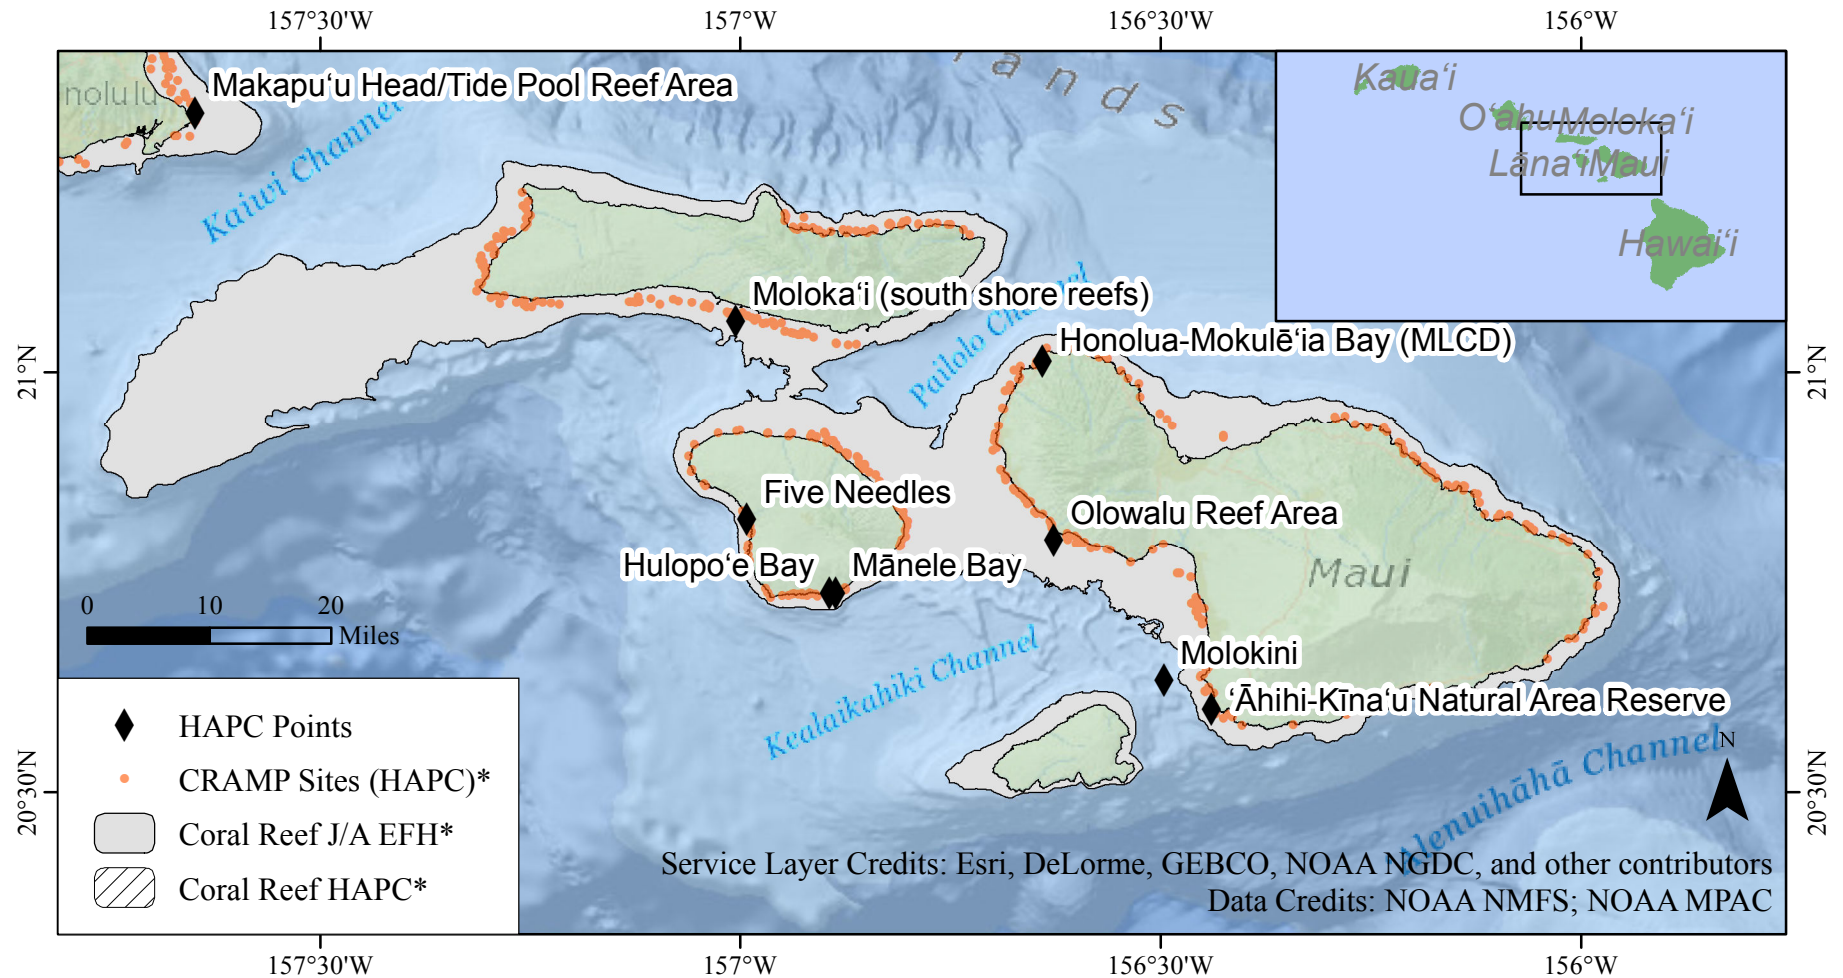 157°30'W
157°W
156°30'W
156°W
nolulu
Makapuʻu Head/Tide Pool Reef Area
Kaiwi Channel
ands
Kauaʻi
Oʻahu
Molokaʻi
Lānaʻi
Maui
Hawaiʻi
Molokaʻi (south shore reefs)
Pailolo Channel
Honolua-Mokulēʻia Bay (MLCD)
21°N
21°N
Five Needles
Olowalu Reef Area
Hulopoʻe Bay
Mānele Bay
Maui
0 10 20
Miles
Kealaikahiki Channel
Molokini
ʻĀhihi-Kīnaʻu Natural Area Reserve
Alenuihāhā Channel
N
HAPC Points
CRAMP Sites (HAPC)*
Coral Reef J/A EFH*
Coral Reef HAPC*
20°30'N
20°30'N
Service Layer Credits: Esri, DeLorme, GEBCO, NOAA NGDC, and other contributors
Data Credits: NOAA NMFS; NOAA MPAC
157°30'W
157°W
156°30'W
156°W